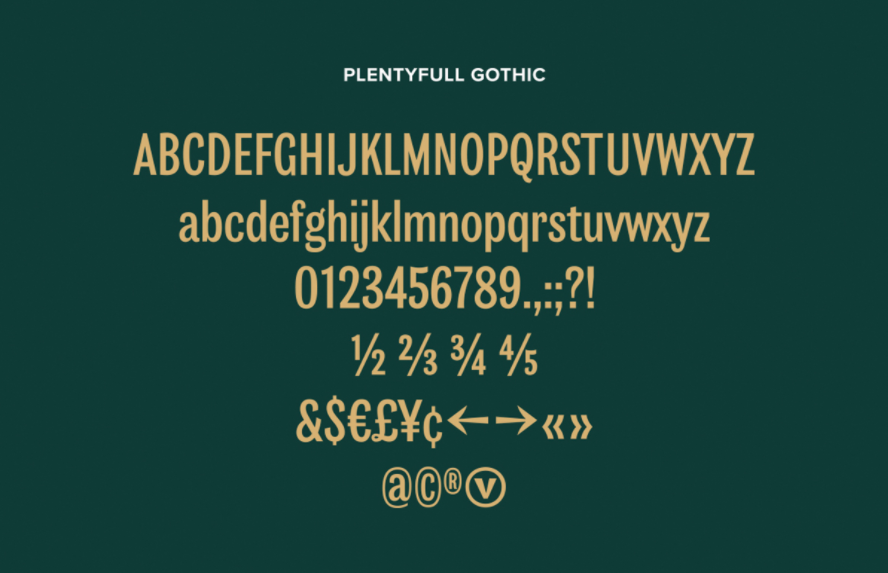 PLENTYFULL GOTHIC
ABCDEFGHIJKLMNOPQRSTUVWXYZ
abcdefghijklmnopqrstuvwxyz
0123456789.,:;?!
½ ⅔ ¾ ⅘
&$€£¥¢←→«»
@©®ⓥ